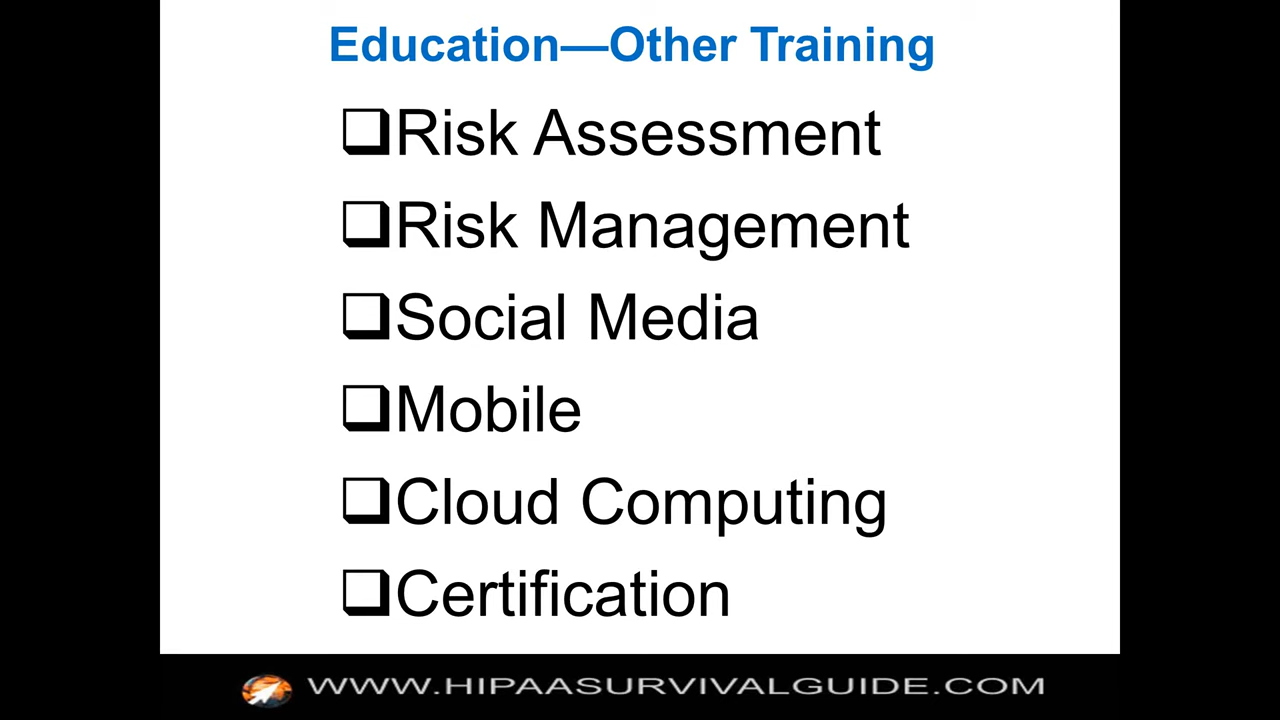 Education—Other Training
❑Risk Assessment
❑Risk Management
❑Social Media
❑Mobile
❑Cloud Computing
❑Certification
WWW.HIPAASURVIVALGUIDE.COM